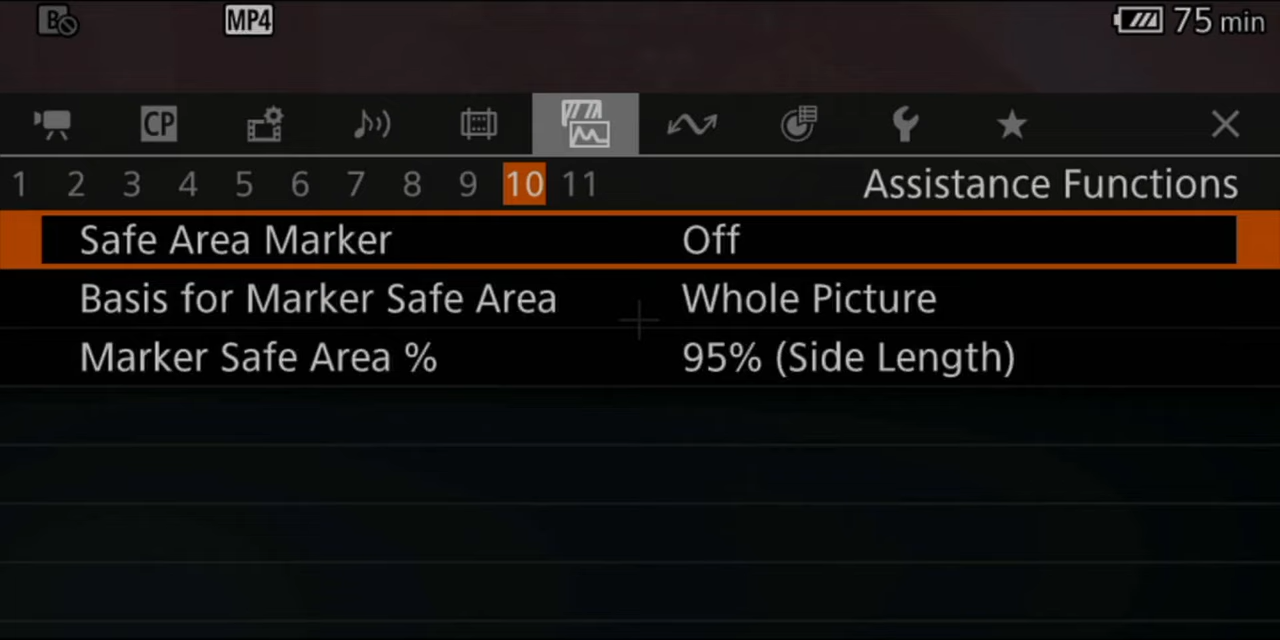 B MP4 75 min
CP
1 2 3 4 5 6 7 8 9 10 11 Assistance Functions
Safe Area Marker Off
Basis for Marker Safe Area Whole Picture
Marker Safe Area % 95% (Side Length)